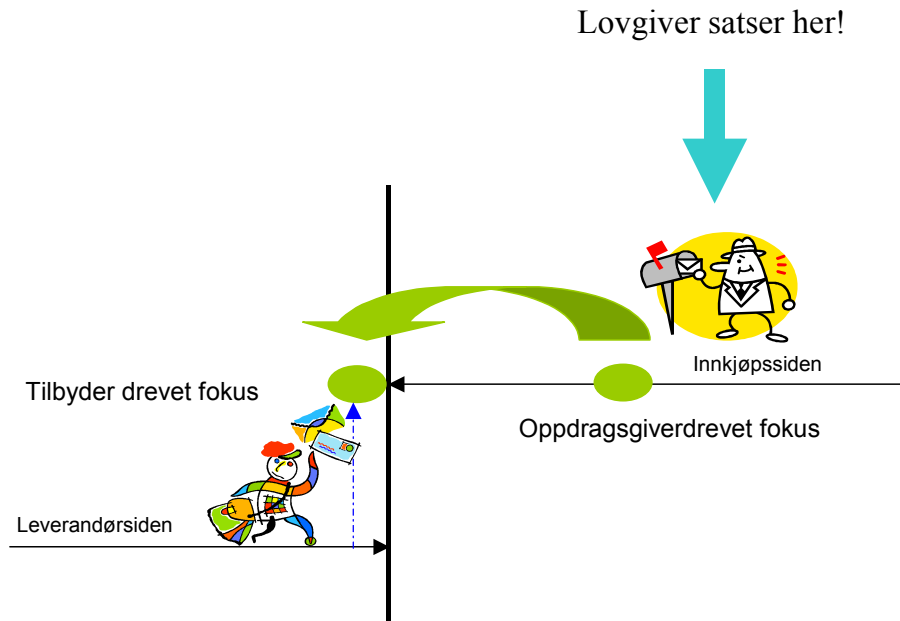 Lovgiver satser her!
Innkjøpssiden
Tilbyder drevet fokus
Oppdragsgiverdrevet fokus
Leverandørsiden